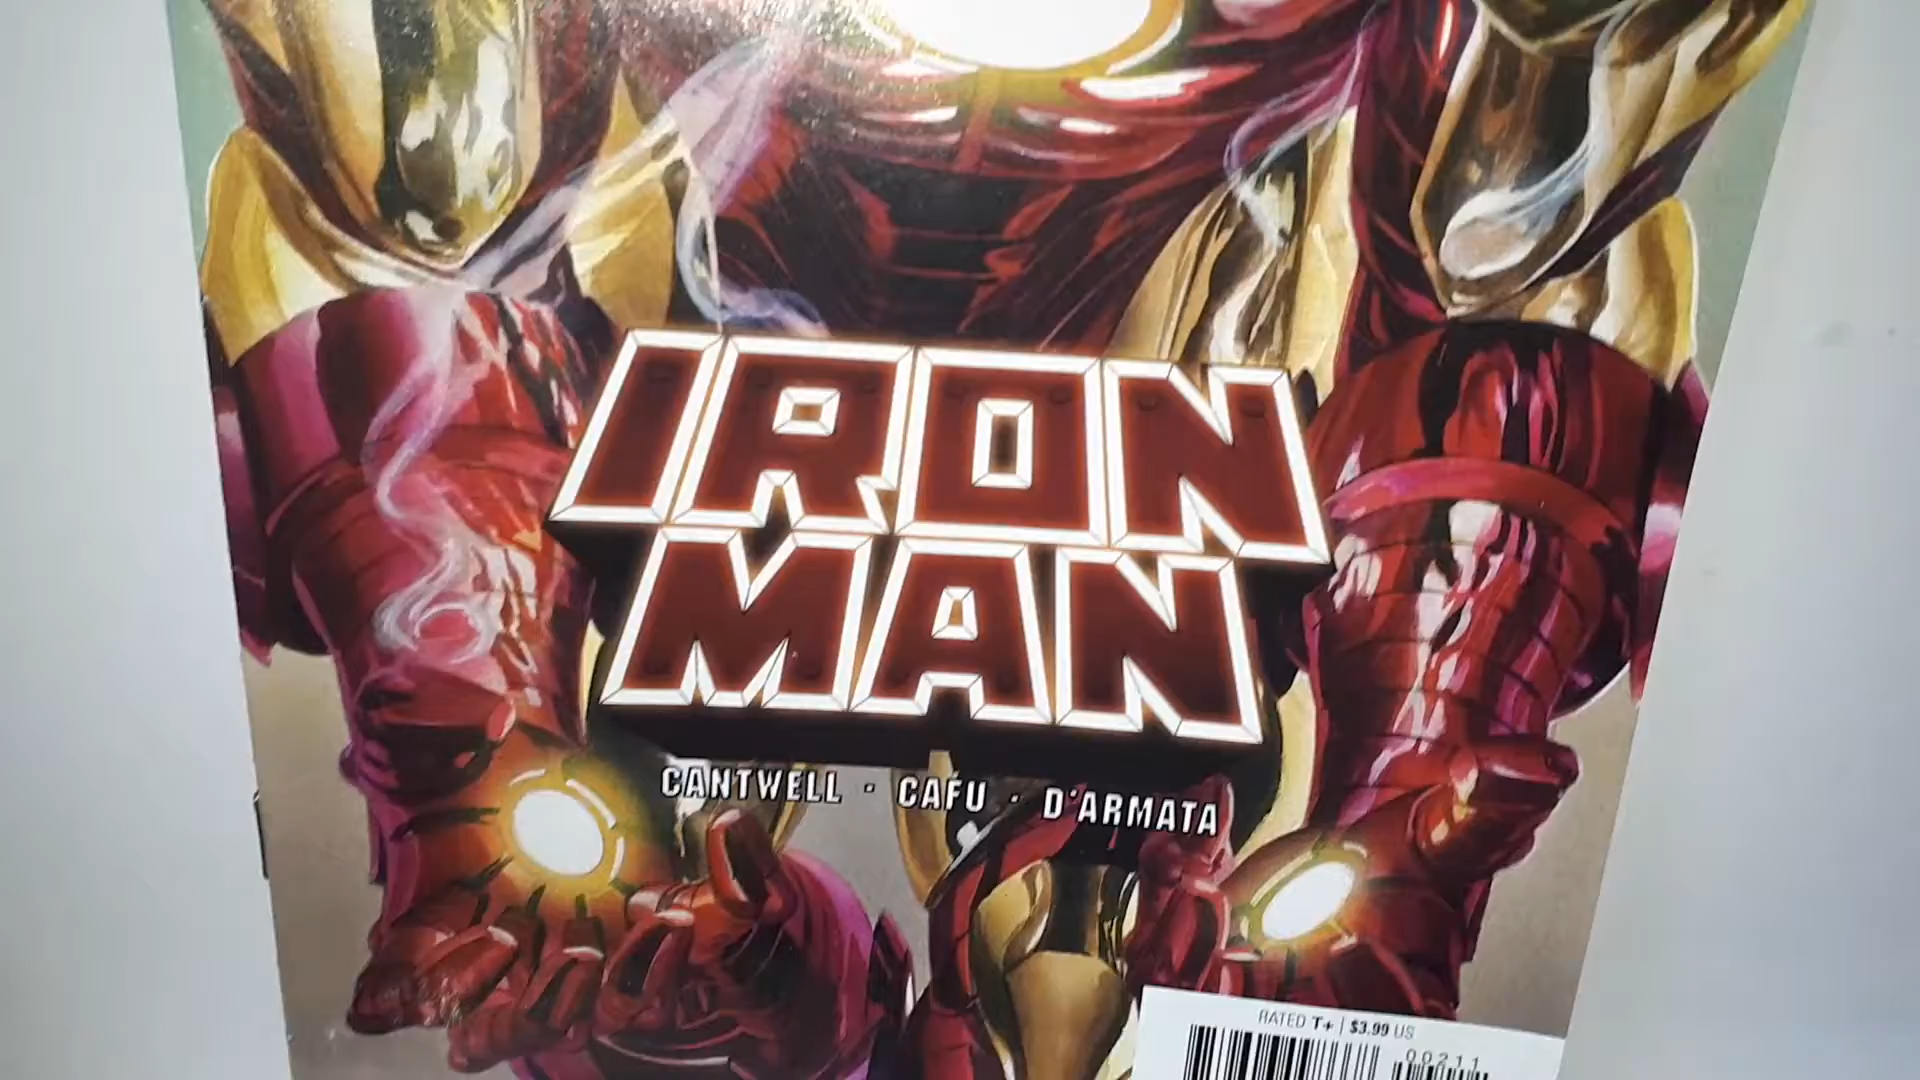 IRON
MAN
CANTWELL · CAFU · D'ARMATA
RATED T+ | $3.99 US
00211